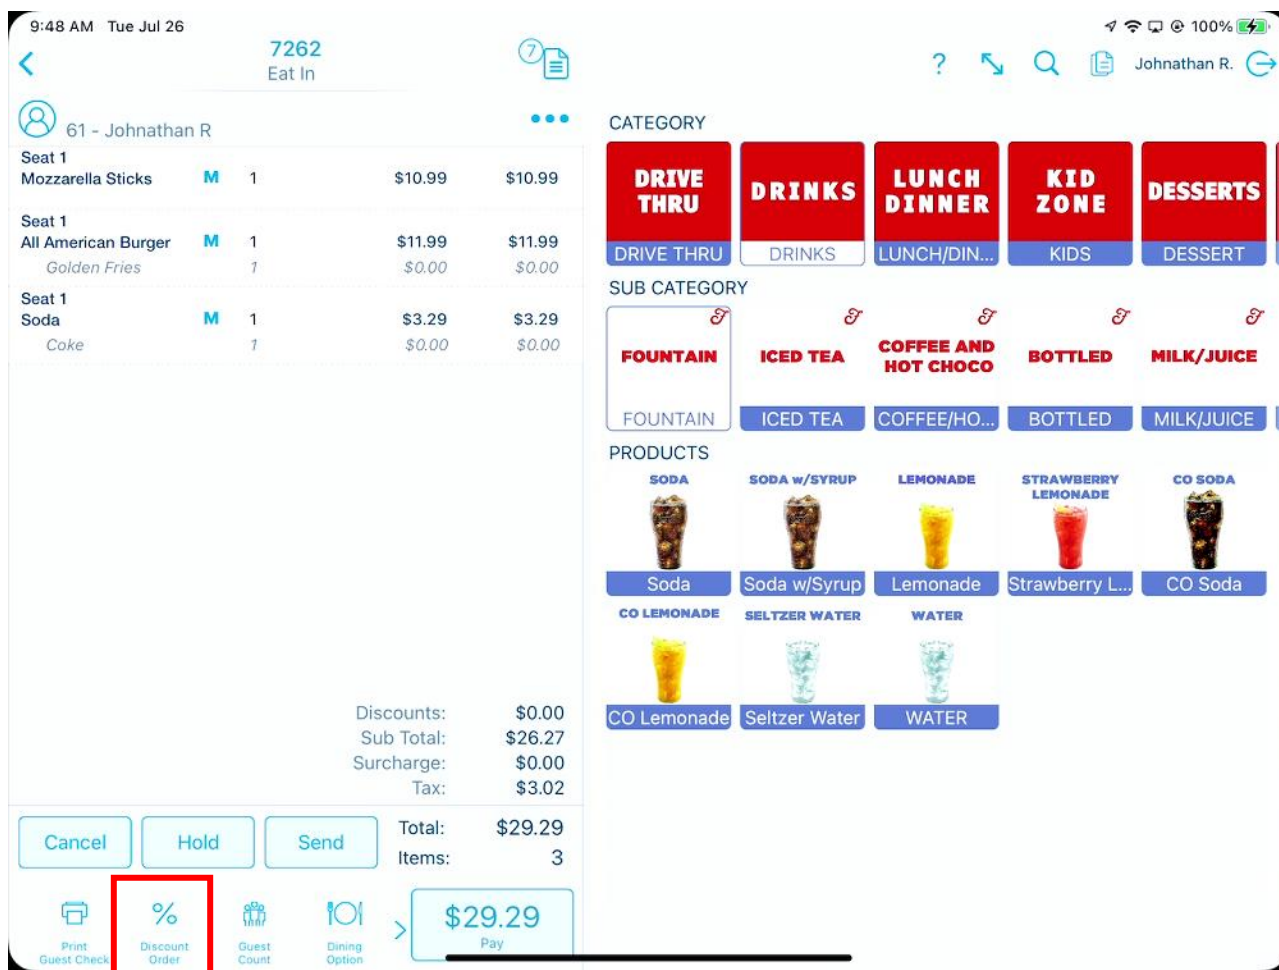 9:48 AM Tue Jul 26
100%
7262
Eat In
7
?
Johnathan R.
61 - Johnathan R
Seat 1
Mozzarella Sticks M 1 $10.99 $10.99
Seat 1
All American Burger M 1 $11.99 $11.99
Golden Fries 1 $0.00 $0.00
Seat 1
Soda M 1 $3.29 $3.29
Coke 1 $0.00 $0.00
Discounts: $0.00
Sub Total: $26.27
Surcharge: $0.00
Tax: $3.02
Cancel
Hold
Send
Total: $29.29
Items: 3
Print
Guest Check
%
Discount
Order
Guest
Count
Dining
Option
$29.29
Pay
CATEGORY
DRIVE
THRU
DRIVE THRU
DRINKS
DRINKS
LUNCH
DINNER
LUNCH/DIN...
KID
ZONE
KIDS
DESSERTS
DESSERT
SUB CATEGORY
FOUNTAIN
FOUNTAIN
ICED TEA
ICED TEA
COFFEE AND
HOT CHOCO
COFFEE/HO...
BOTTLED
BOTTLED
MILK/JUICE
MILK/JUICE
PRODUCTS
SODA
Soda
SODA w/SYRUP
Soda w/Syrup
LEMONADE
Lemonade
STRAWBERRY
LEMONADE
Strawberry L...
CO SODA
CO Soda
CO LEMONADE
CO Lemonade
SELTZER WATER
Seltzer Water
WATER
WATER